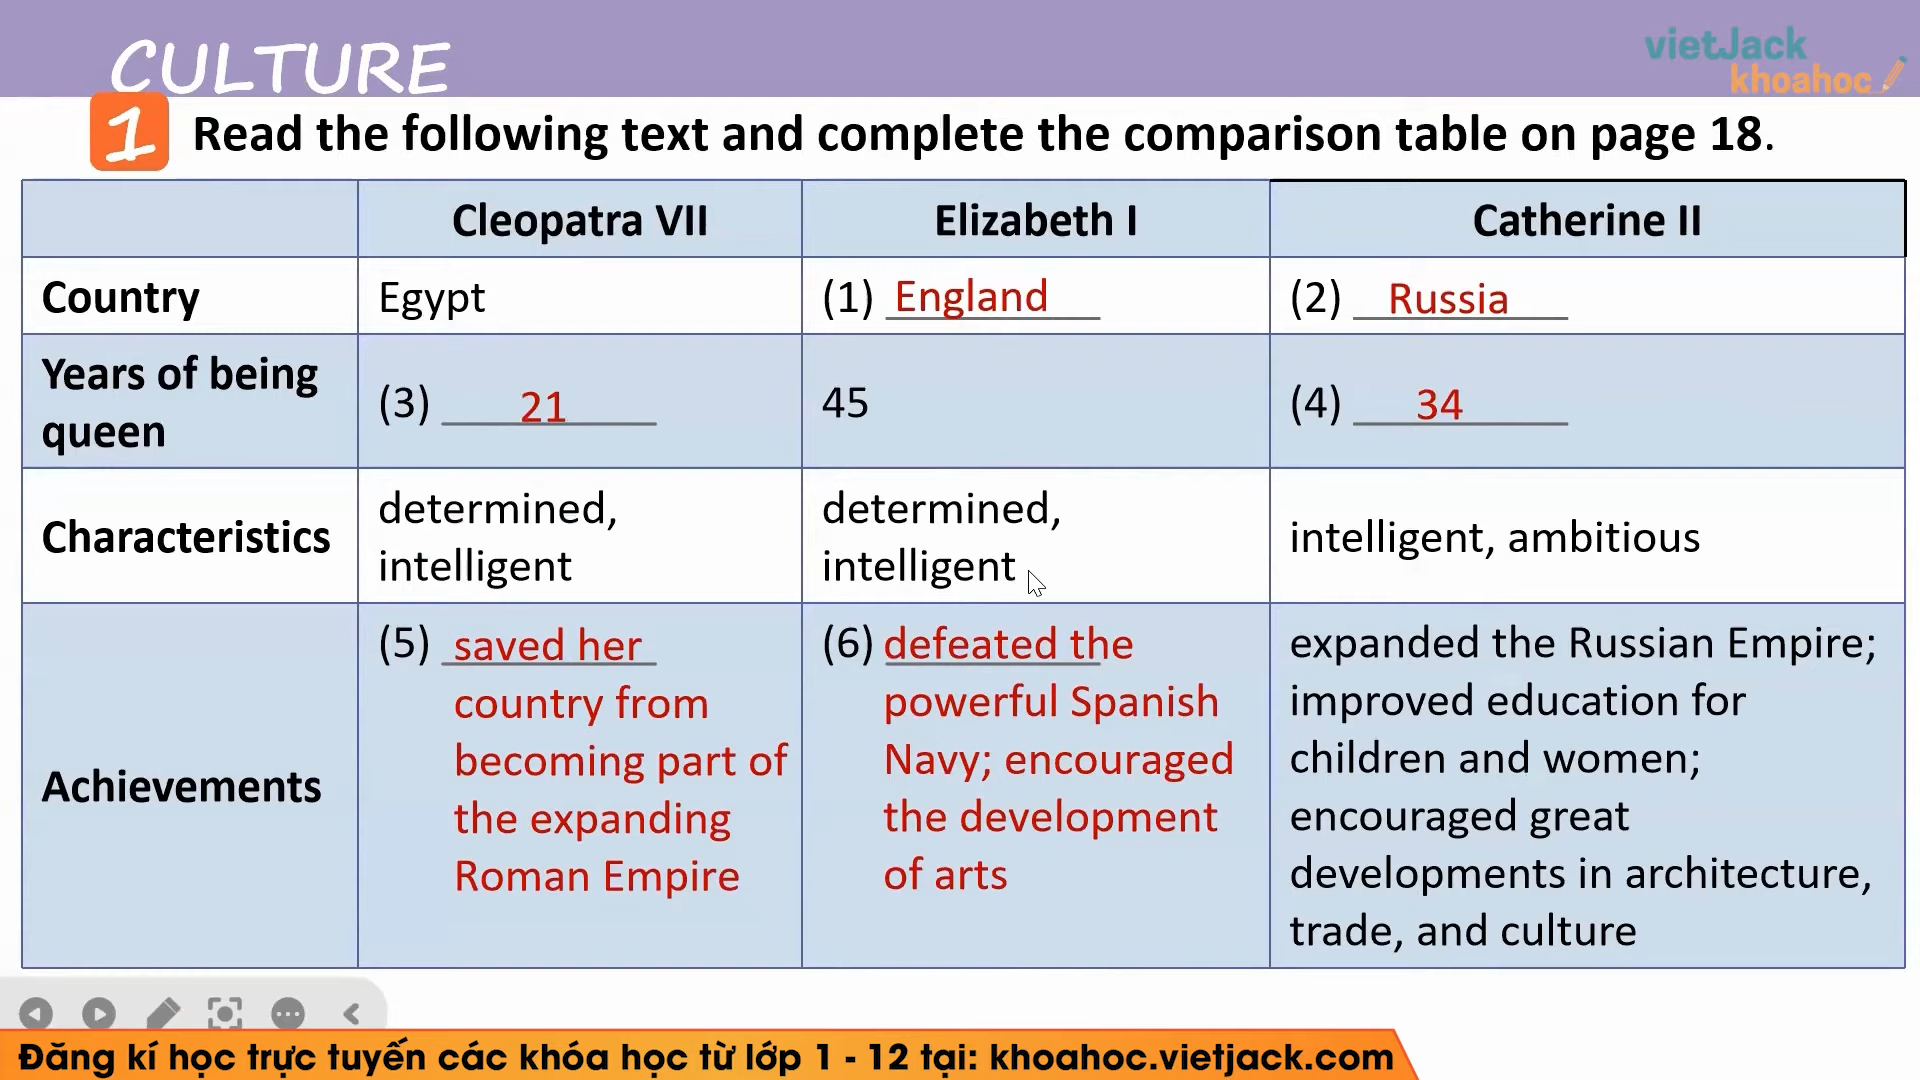 CULTURE
vietJack
khoahoc
1 Read the following text and complete the comparison table on page 18.
Cleopatra VII Elizabeth I Catherine II
Country Egypt (1) England (2) Russia
Years of being queen (3) 21 45 (4) 34
Characteristics
determined,
intelligent
determined,
intelligent
intelligent, ambitious
Achievements
(5) saved her
country from
becoming part of
the expanding
Roman Empire
(6) defeated the
powerful Spanish
Navy; encouraged
the development
of arts
expanded the Russian Empire;
improved education for
children and women;
encouraged great
developments in architecture,
trade, and culture
Đăng kí học trực tuyến các khóa học từ lớp 1 - 12 tại: khoahoc.vietjack.com